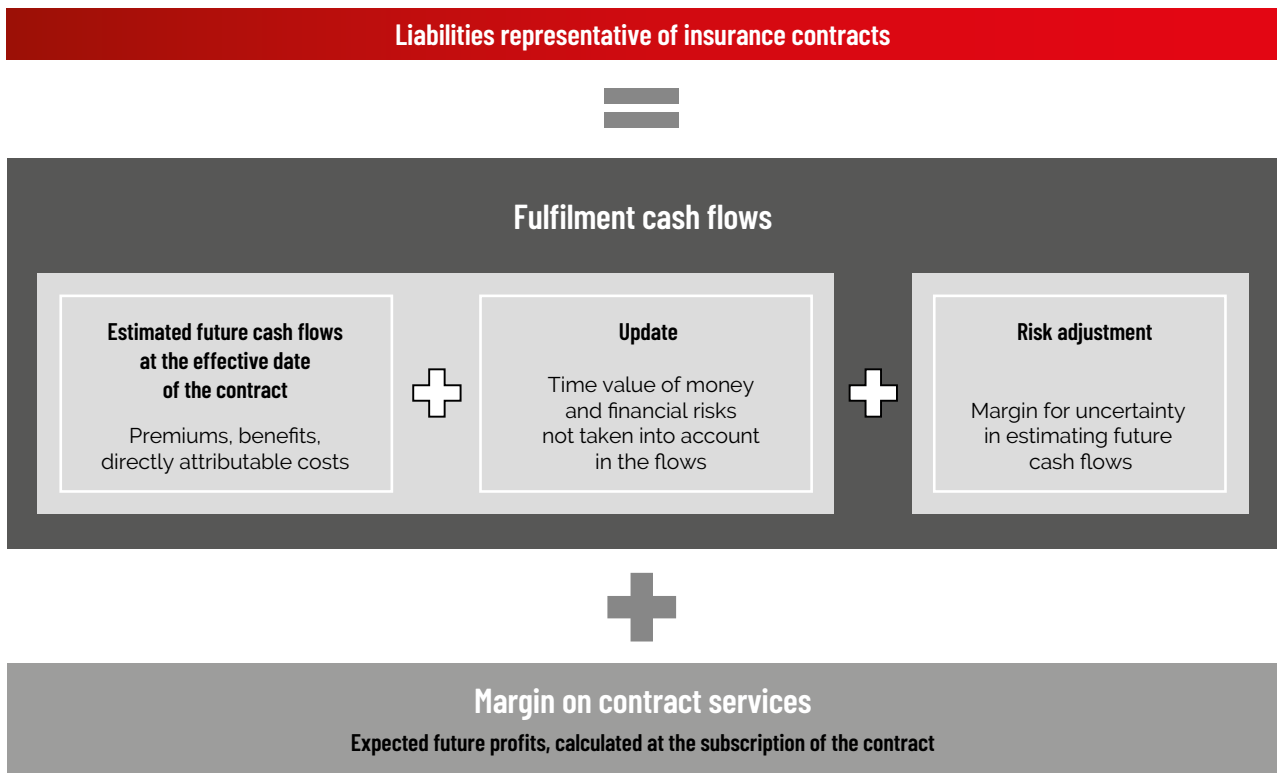 Liabilities representative of insurance contracts
Fulfilment cash flows
Estimated future cash flows
at the effective date
of the contract
Premiums, benefits,
directly attributable costs
Update
Time value of money
and financial risks
not taken into account
in the flows
Risk adjustment
Margin for uncertainty
in estimating future
cash flows
Margin on contract services
Expected future profits, calculated at the subscription of the contract